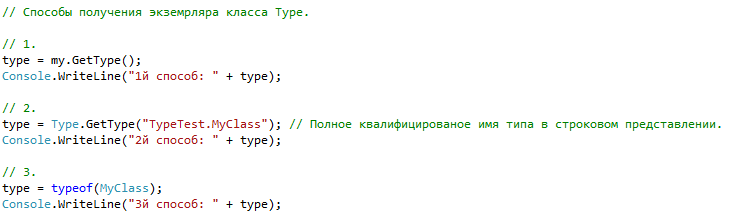 // Способы получения экземпляра класса Type.
// 1.
type = my.GetType();
Console.WriteLine("1й способ: " + type);
// 2.
type = Type.GetType("TypeTest.MyClass"); // Полное квалифицированое имя типа в строковом представлении.
Console.WriteLine("2й способ: " + type);
// 3.
type = typeof(MyClass);
Console.WriteLine("3й способ: " + type);